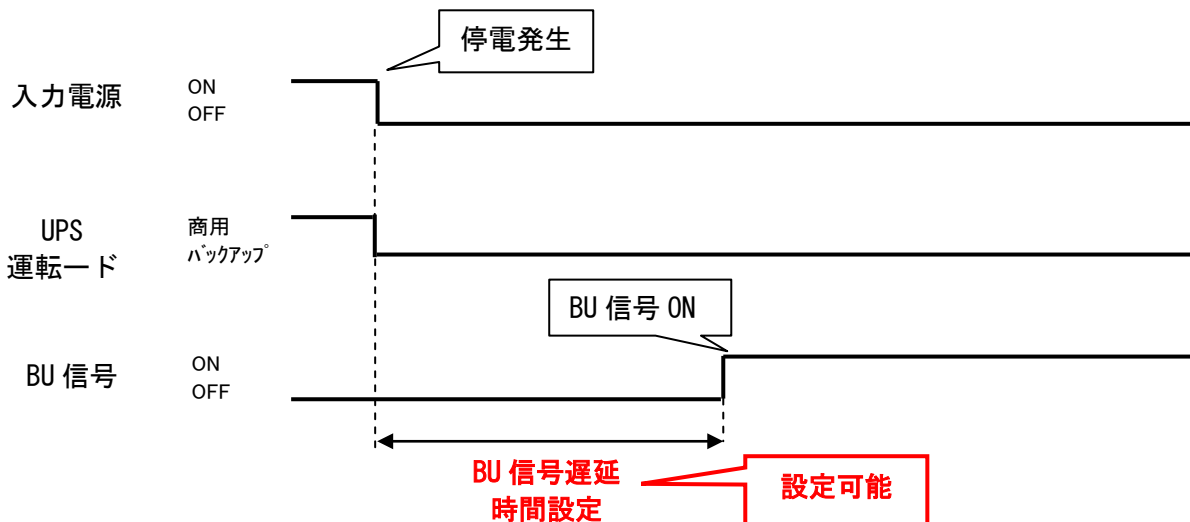 停電発生
入力電源
ON
OFF
UPS
運転ード
商用
ﾊﾞｯｸｱｯﾌﾟ
BU 信号 ON
BU 信号
ON
OFF
BU 信号遅延
時間設定
設定可能